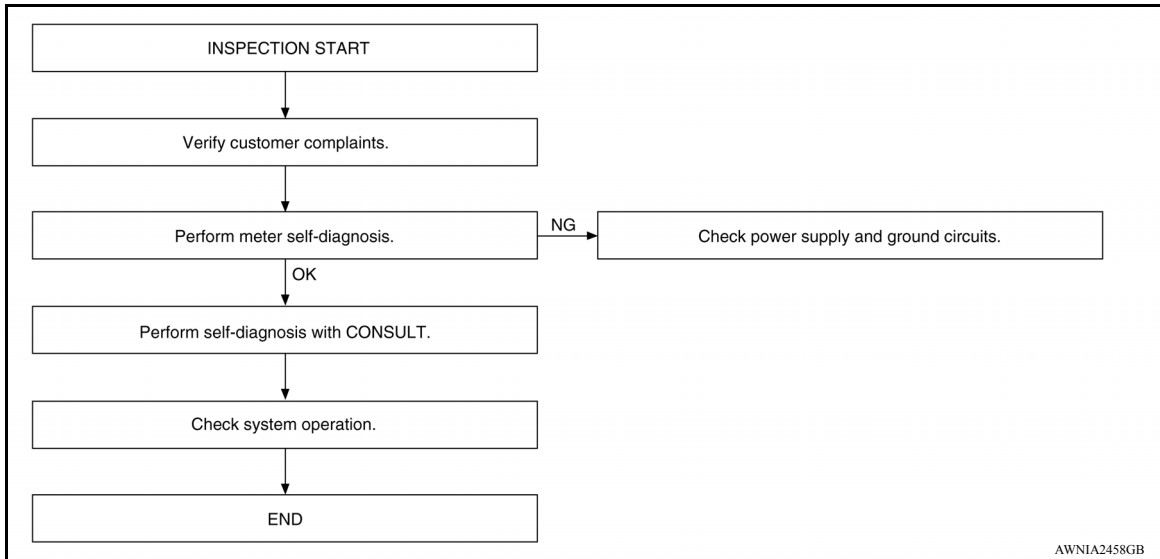 INSPECTION START
Verify customer complaints.
Perform meter self-diagnosis.
NG
Check power supply and ground circuits.
OK
Perform self-diagnosis with CONSULT.
Check system operation.
END
AWNIA2458GB